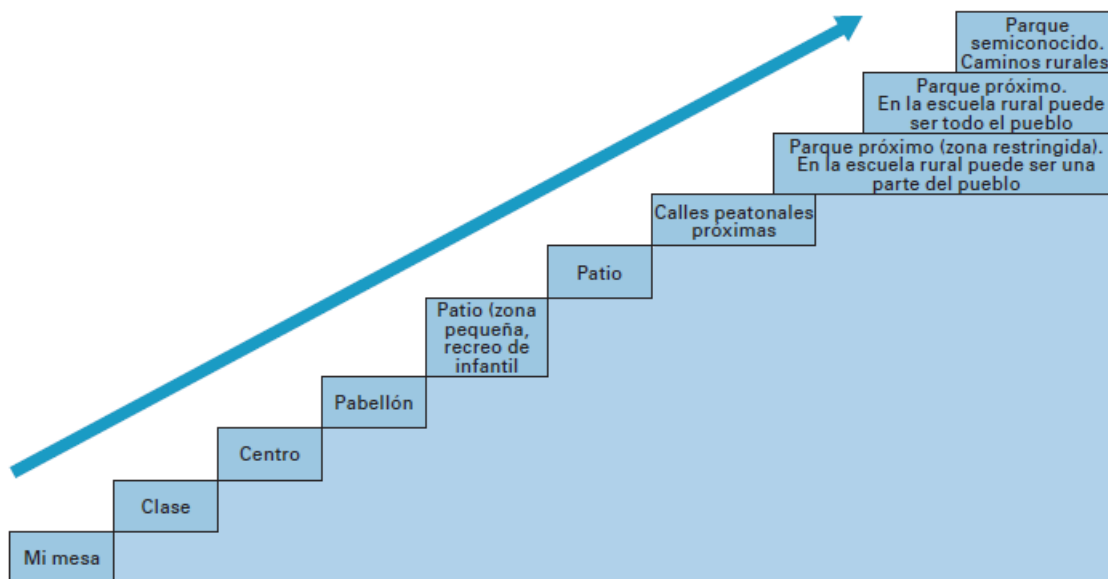 Parque
semiconocido.
Caminos rurales
Parque próximo.
En la escuela rural puede
ser todo el pueblo
Parque próximo (zona restringida).
En la escuela rural puede ser una
parte del pueblo
Calles peatonales
próximas
Patio
Patio (zona
pequeña,
recreo de
infantil
Pabellón
Centro
Clase
Mi mesa